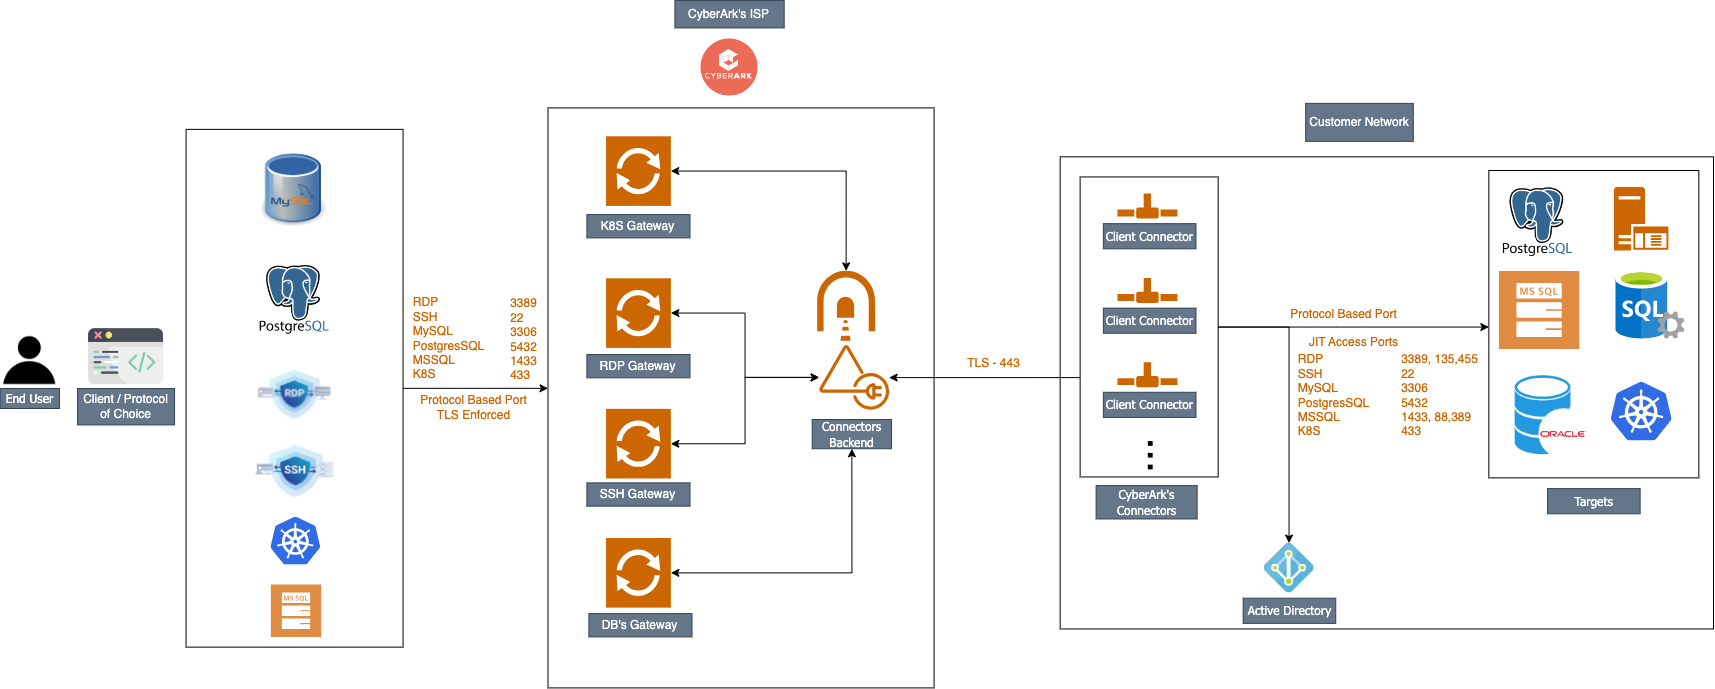 CyberArk's ISP
CYBERARK
Customer Network
MySQL
PostgreSQL
RDP
SSH
MS SQL
End User
Client / Protocol
of Choice
RDP 3389
SSH 22
MySQL 3306
PostgresSQL 5432
MSSQL 1433
K8S 433
Protocol Based Port
TLS Enforced
K8S Gateway
RDP Gateway
SSH Gateway
DB's Gateway
Connectors
Backend
TLS - 443
Client Connector
Client Connector
Client Connector
CyberArk's
Connectors
Protocol Based Port
JIT Access Ports
RDP 3389, 135,455
SSH 22
MySQL 3306
PostgresSQL 5432
MSSQL 1433, 88,389
K8S 433
Active Directory
PostgreSQL
MS SQL
SQL
ORACLE
Targets